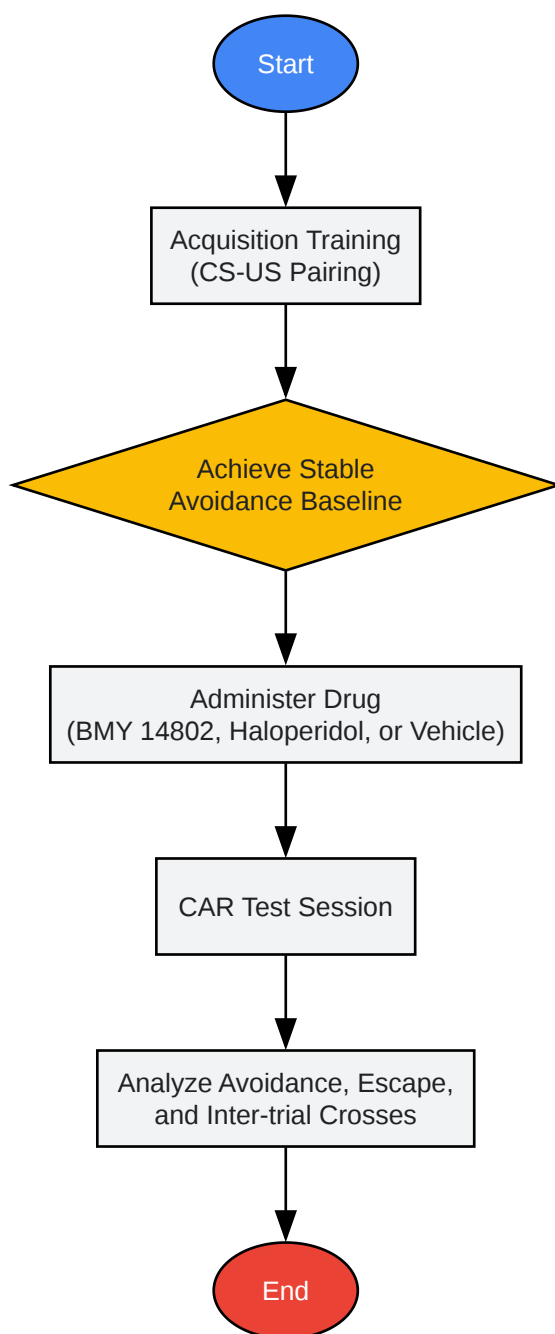 Start
Acquisition Training
(CS-US Pairing)
Achieve Stable
Avoidance Baseline
Administer Drug
(BMY 14802, Haloperidol, or Vehicle)
CAR Test Session
Analyze Avoidance, Escape,
and Inter-trial Crosses
End